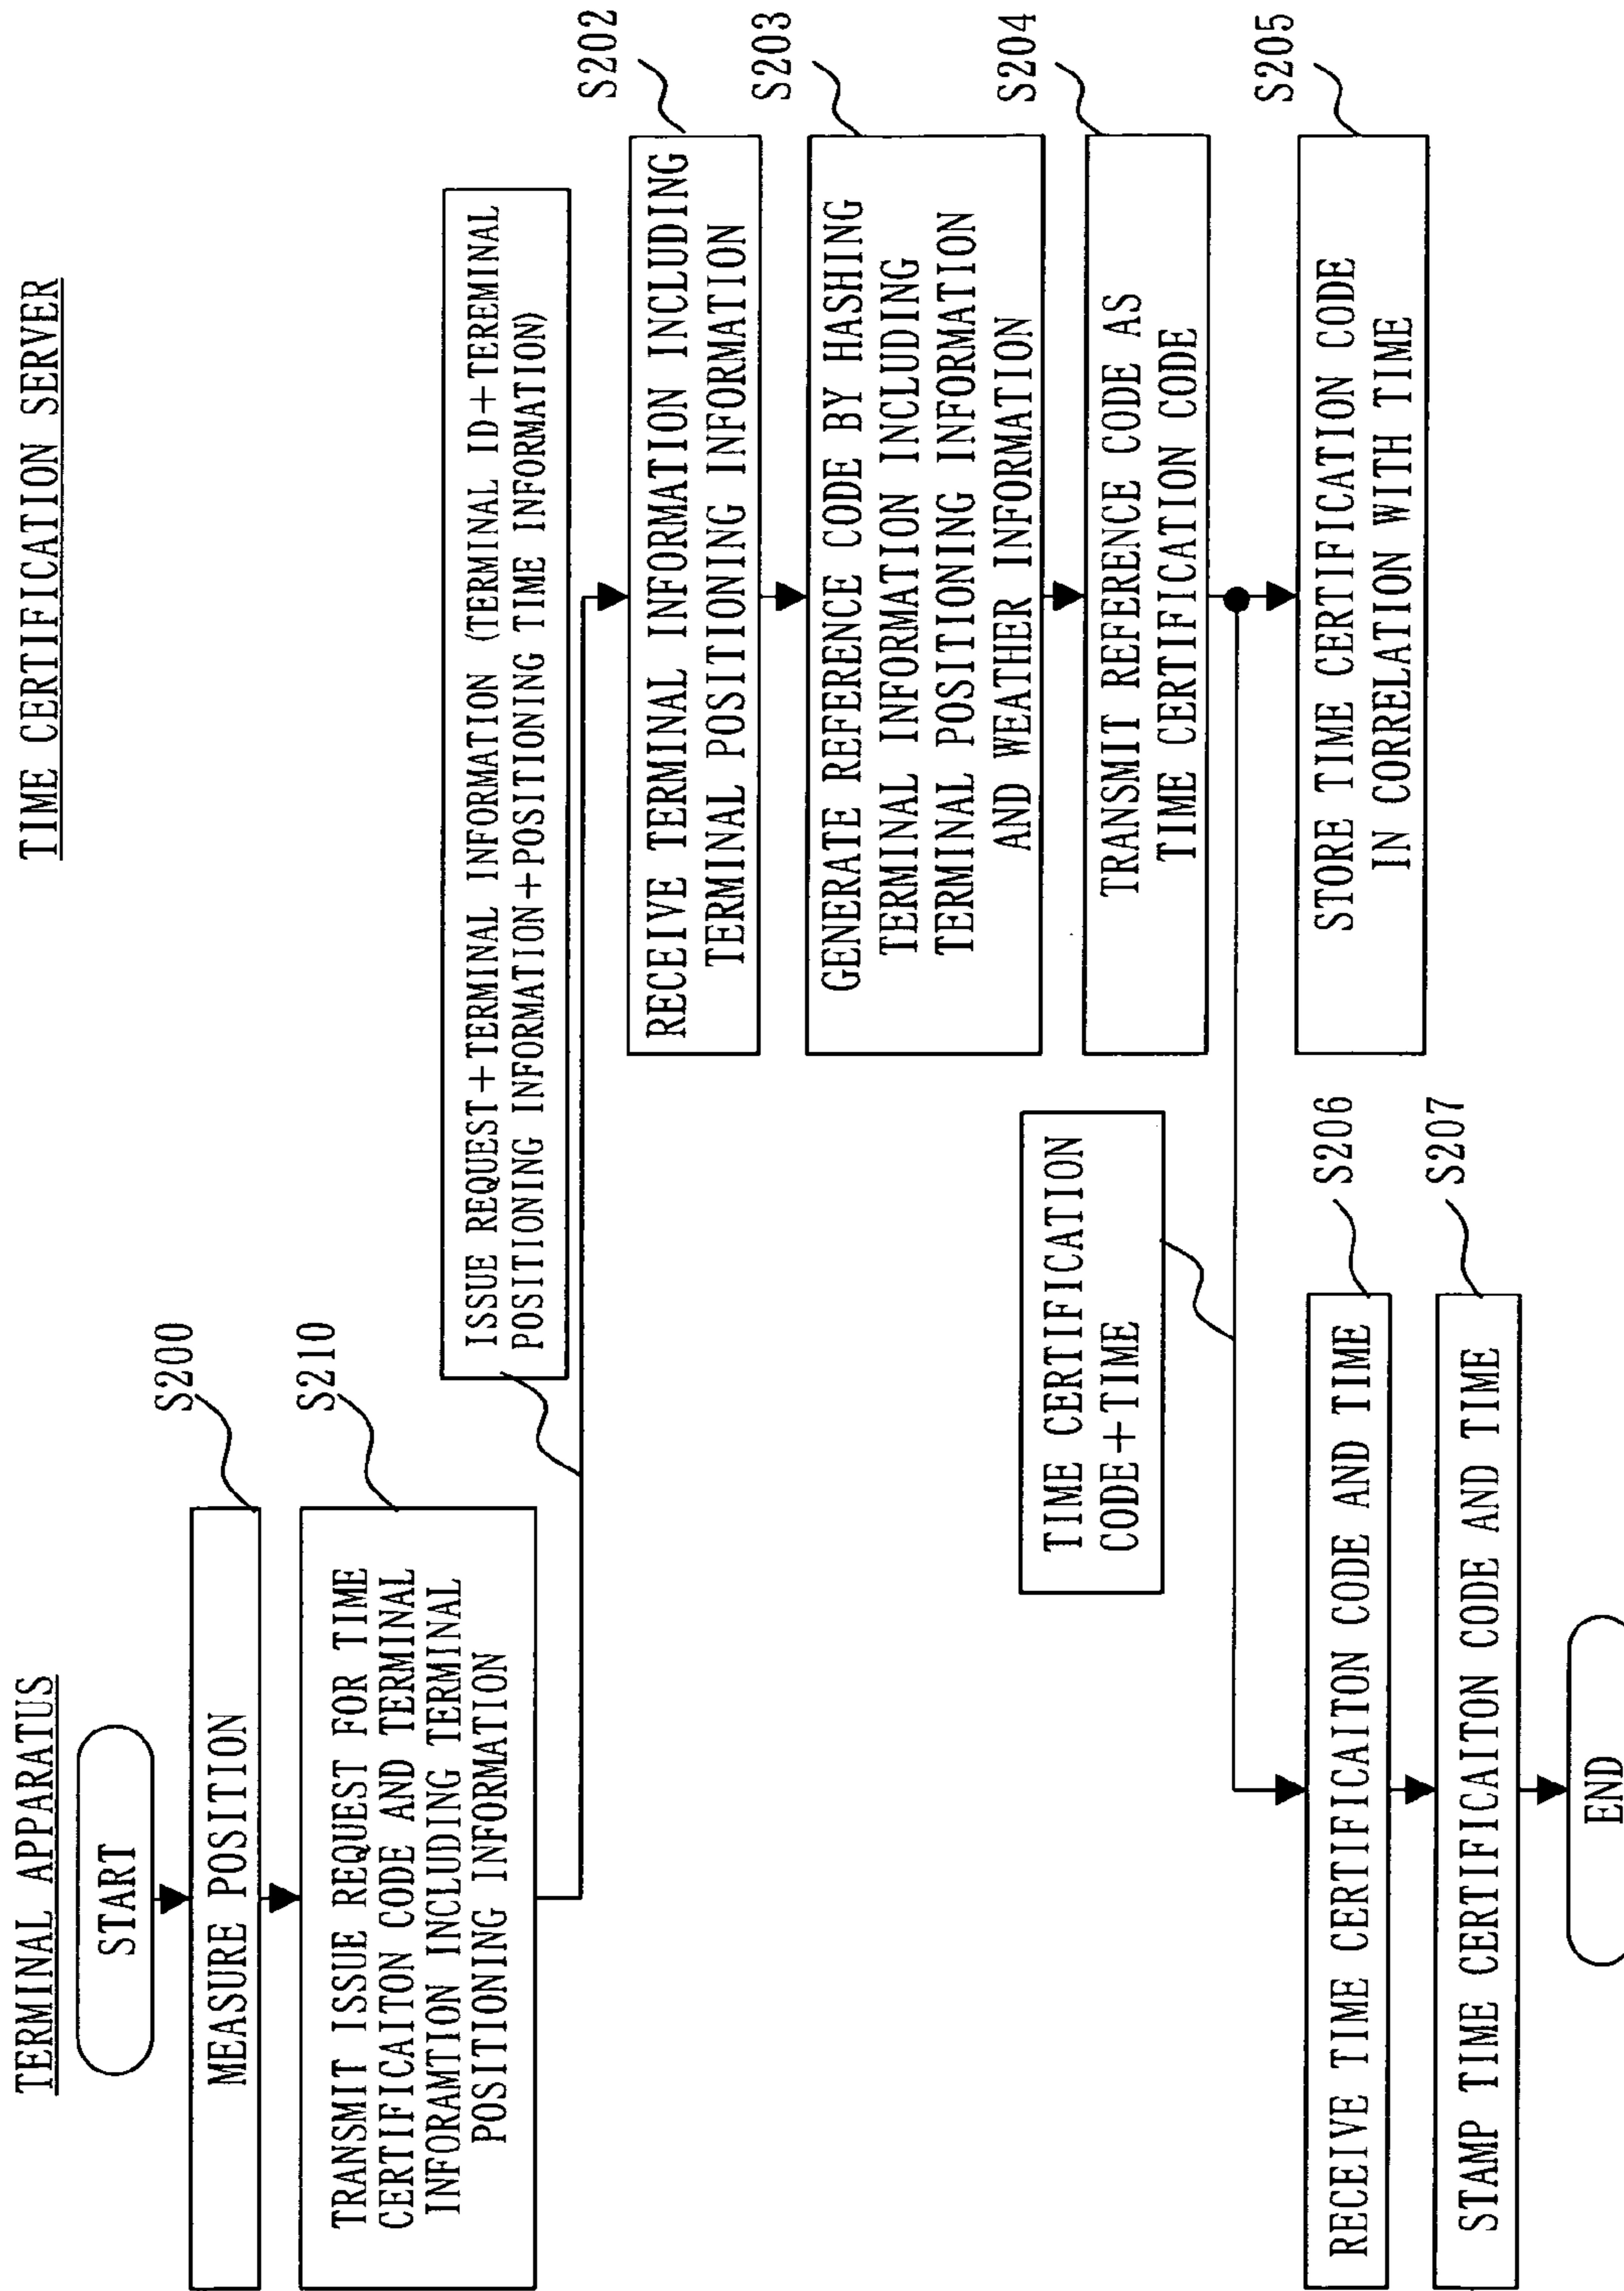 TERMINAL APPARATUS
TIME CERTIFICATION SERVER
START
MEASURE POSITION
S200
TRANSMIT ISSUE REQUEST FOR TIME
CERTIFICAITON CODE AND TERMINAL
INFORAMTION INCLUDING TERMINAL
POSITIONING INFORMATION
S210
ISSUE REQUEST+TERMINAL INFORMATION (TERMINAL ID+TEREMINAL
POSITIONING INFORMATION+POSITIONING TIME INFORMATION)
RECEIVE TERMINAL INFORMATION INCLUDING
TERMINAL POSITIONING INFORMATION
S202
GENERATE REFERENCE CODE BY HASHING
TERMINAL INFORMATION INCLUDING
TERMINAL POSITIONING INFORMATION
AND WEATHER INFORMATION
S203
TRANSMIT REFERENCE CODE AS
TIME CERTIFICATION CODE
S204
TIME CERTIFICATION
CODE+TIME
STORE TIME CERTIFICATION CODE
IN CORRELATION WITH TIME
S205
RECEIVE TIME CERTIFICAITON CODE AND TIME
S206
STAMP TIME CERTIFICAITON CODE AND TIME
S207
END